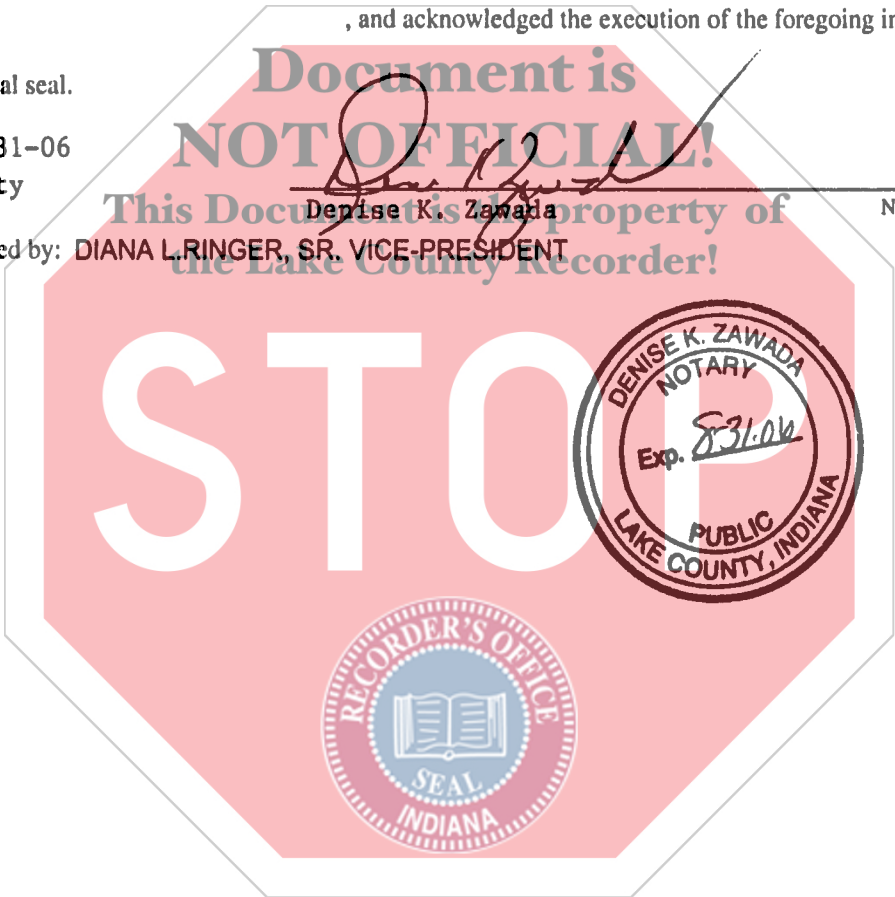 , and acknowledged the execution of the foregoing in
Document is
al seal.
NOT OFFICIAL!
31-06
ty
This Document is the property of
Denise K. Zawada
N
ed by: DIANA L. RINGER, SR. VICE-PRESIDENT
the Lake County Recorder!
STOP
DENISE K. ZAWADA
NOTARY
Exp. 8-31-06
PUBLIC
LAKE COUNTY, INDIANA
RECORDER'S OFFICE
SEAL
INDIANA